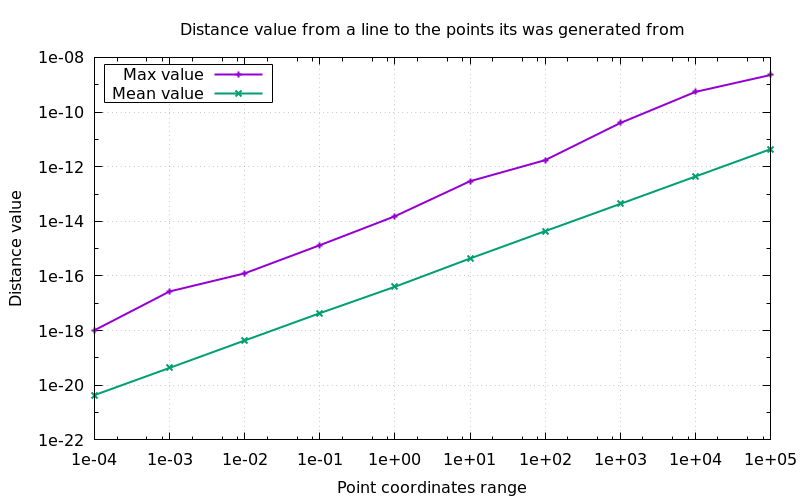 Distance value from a line to the points its was generated from
Max value
Mean value
1e-08
1e-10
1e-12
1e-14
1e-16
1e-18
1e-20
1e-22
Distance value
1e-04 1e-03 1e-02 1e-01 1e+00 1e+01 1e+02 1e+03 1e+04 1e+05
Point coordinates range